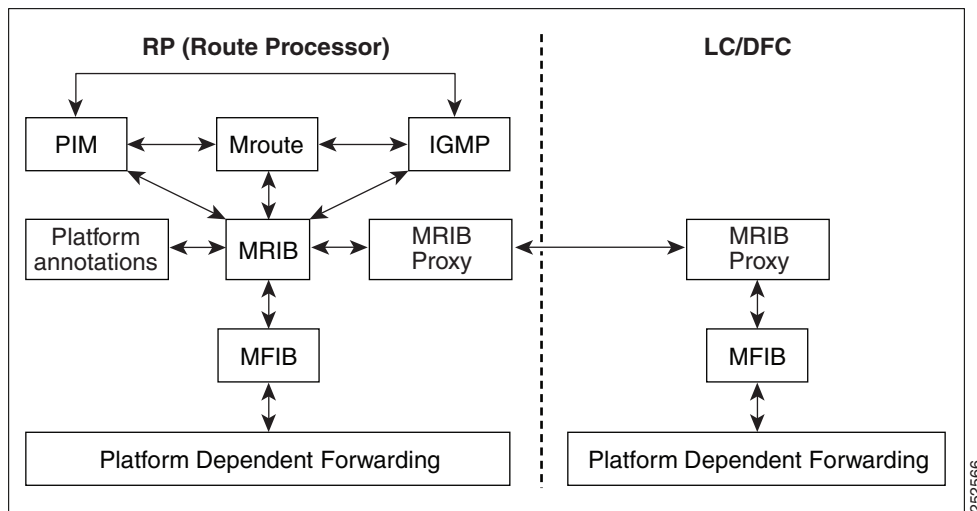 RP (Route Processor)
LC/DFC
PIM
Mroute
IGMP
Platform
annotations
MRIB
MRIB
Proxy
MRIB
Proxy
MFIB
MFIB
Platform Dependent Forwarding
Platform Dependent Forwarding
252566